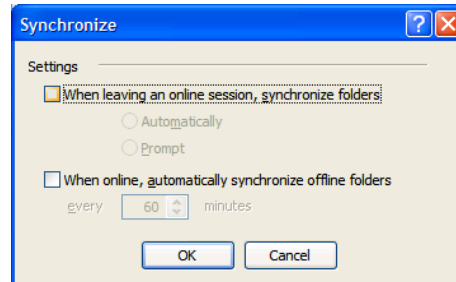 Synchronize
Settings
When leaving an online session, synchronize folders
Automatically
Prompt
When online, automatically synchronize offline folders
every 60 minutes
OK Cancel